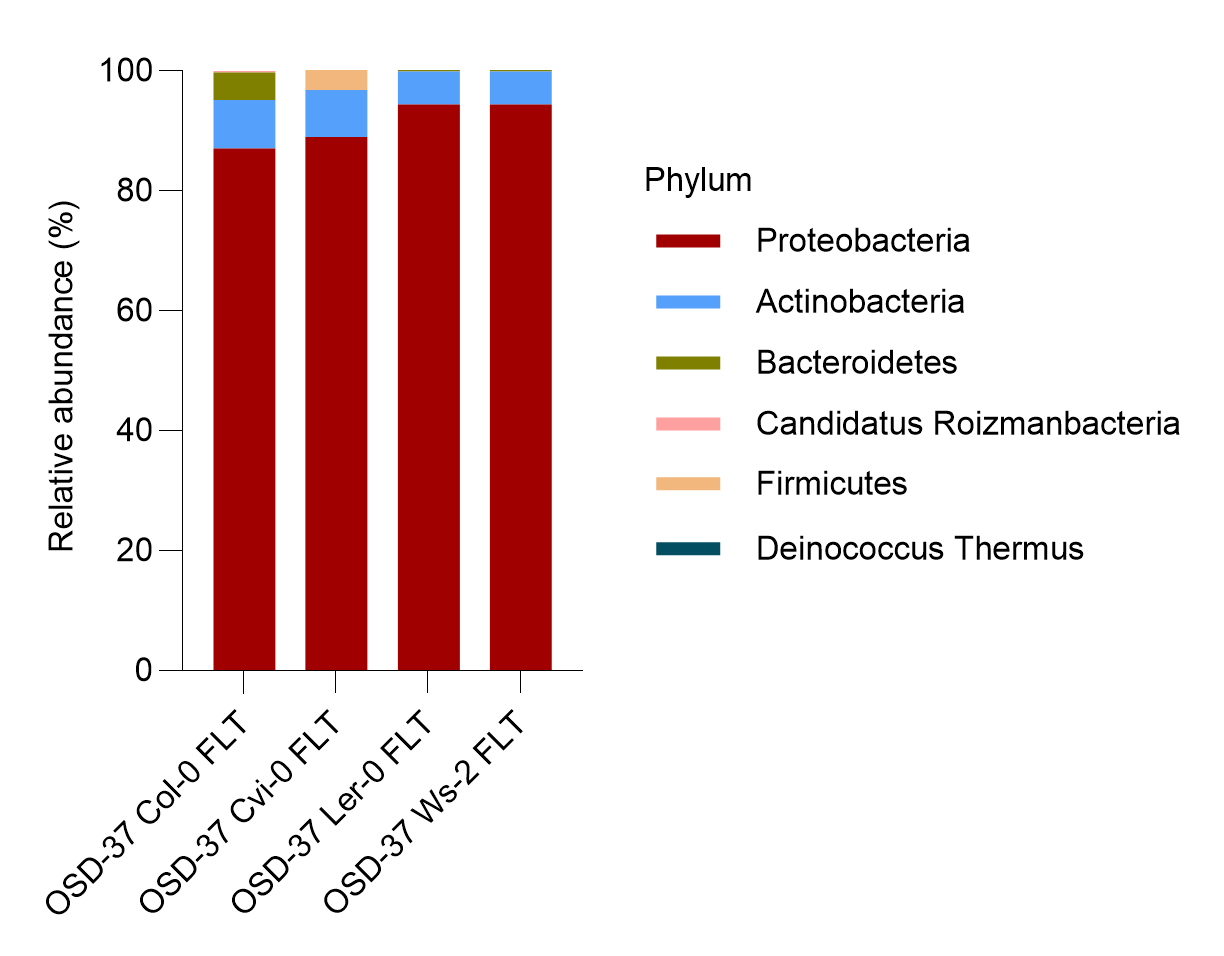 100
80
60
40
20
0
Relative abundance (%)
OSD-37 Col-0 FLT
OSD-37 Cvi-0 FLT
OSD-37 Ler-0 FLT
OSD-37 Ws-2 FLT
Phylum
Proteobacteria
Actinobacteria
Bacteroidetes
Candidatus Roizmanbacteria
Firmicutes
Deinococcus Thermus